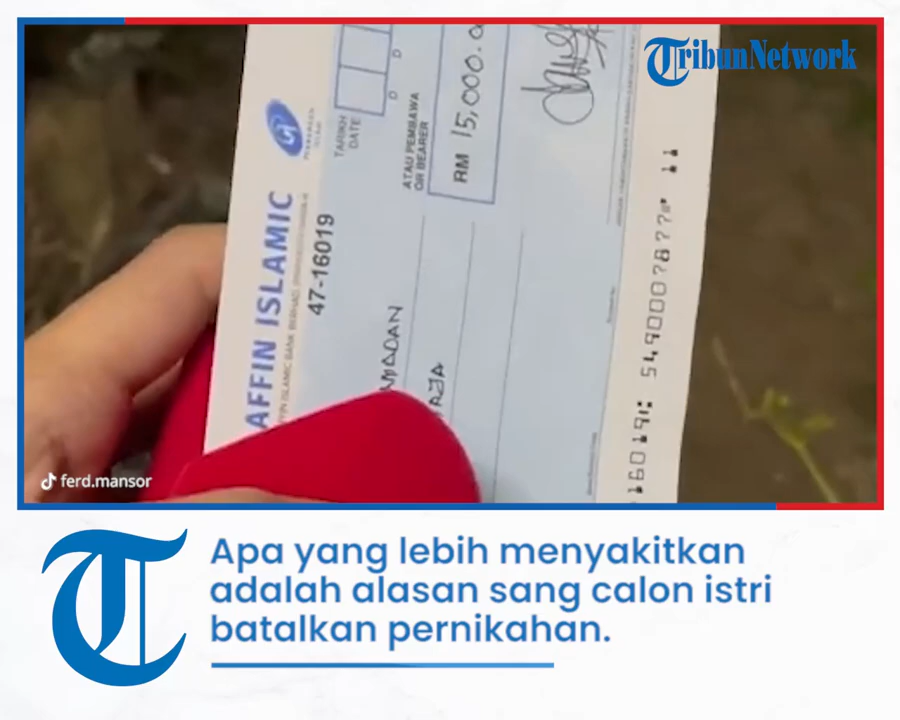 TribunNetwork
AFFIN ISLAMIC
47-16019
TARIKH
DATE
D D
ATAU PEMBAWA
OR BEARER
RM 15,000.0
ferd.mansor
Apa yang lebih menyakitkan
adalah alasan sang calon istri
batalkan pernikahan.